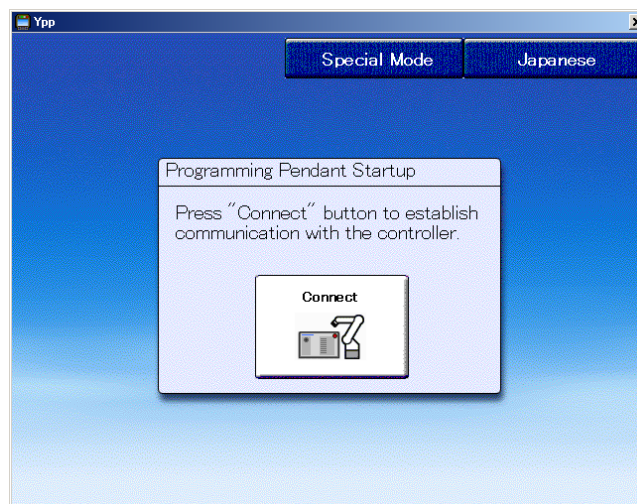 Ypp
Special Mode
Japanese
Programming Pendant Startup
Press "Connect" button to establish
communication with the controller.
Connect